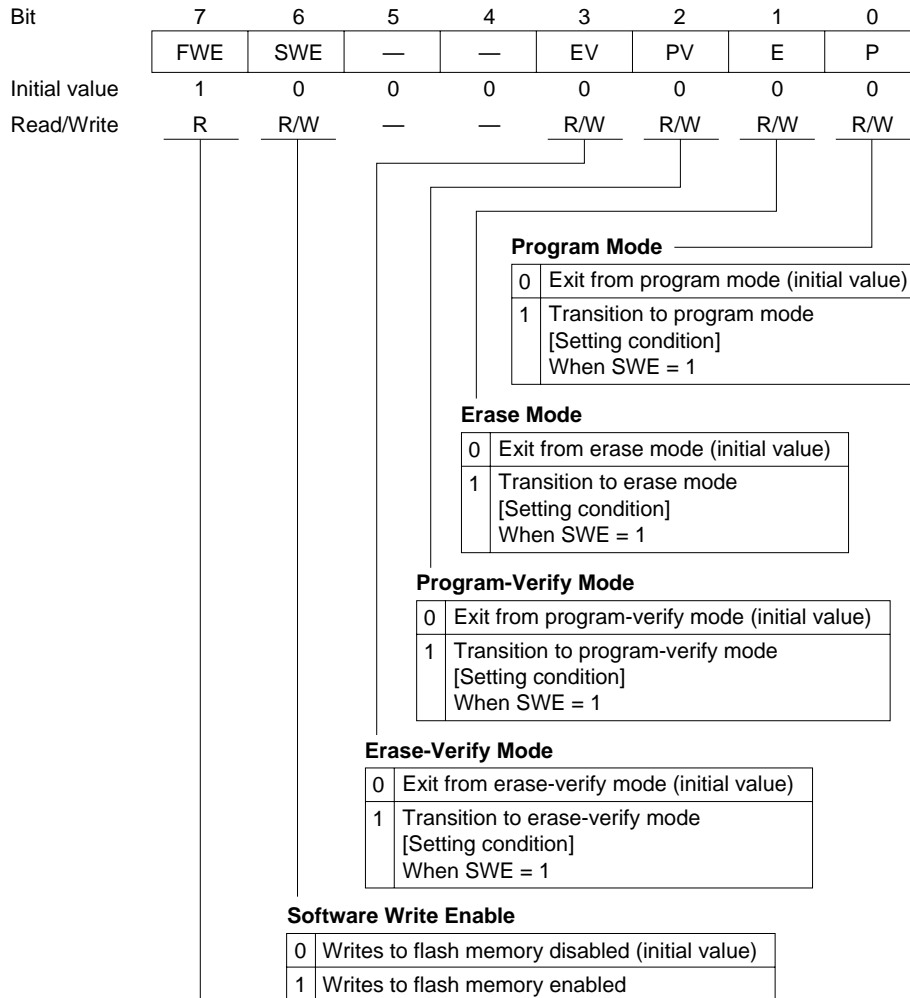 Bit 7 6 5 4 3 2 1 0
FWE SWE — — EV PV E P
Initial value 1 0 0 0 0 0 0 0
Read/Write R R/W — — R/W R/W R/W R/W
Program Mode
0 Exit from program mode (initial value)
1 Transition to program mode
[Setting condition]
When SWE = 1
Erase Mode
0 Exit from erase mode (initial value)
1 Transition to erase mode
[Setting condition]
When SWE = 1
Program-Verify Mode
0 Exit from program-verify mode (initial value)
1 Transition to program-verify mode
[Setting condition]
When SWE = 1
Erase-Verify Mode
0 Exit from erase-verify mode (initial value)
1 Transition to erase-verify mode
[Setting condition]
When SWE = 1
Software Write Enable
0 Writes to flash memory disabled (initial value)
1 Writes to flash memory enabled